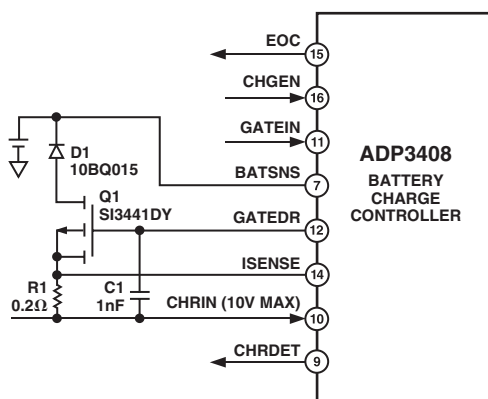 EOC
15
CHGEN
16
GATEIN
11
D1
10BQ015
BATSNS
7
ADP3408
BATTERY
CHARGE
CONTROLLER
Q1
SI3441DY
GATEDR
12
ISENSE
14
R1
0.2Ω
C1
1nF
CHRIN (10V MAX)
10
CHRDET
9